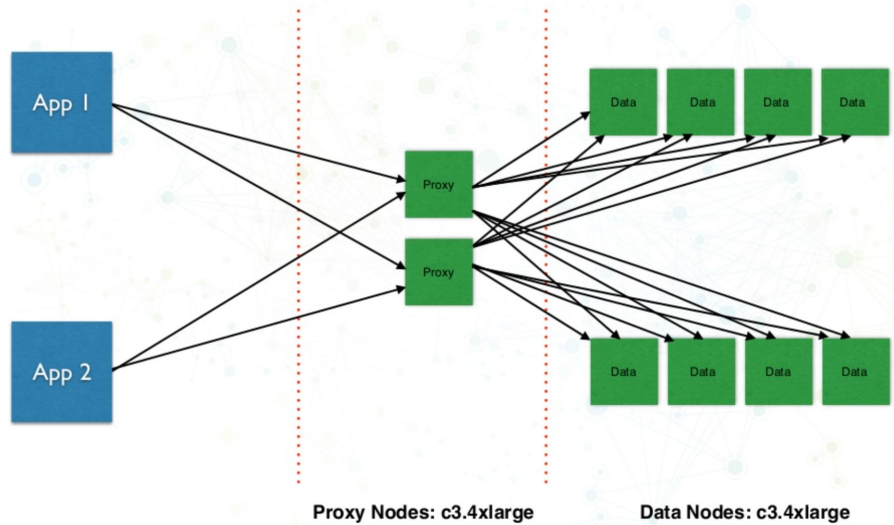 App 1
Data Data Data Data
Proxy
Proxy
App 2
Data Data Data Data
Proxy Nodes: c3.4xlarge Data Nodes: c3.4xlarge